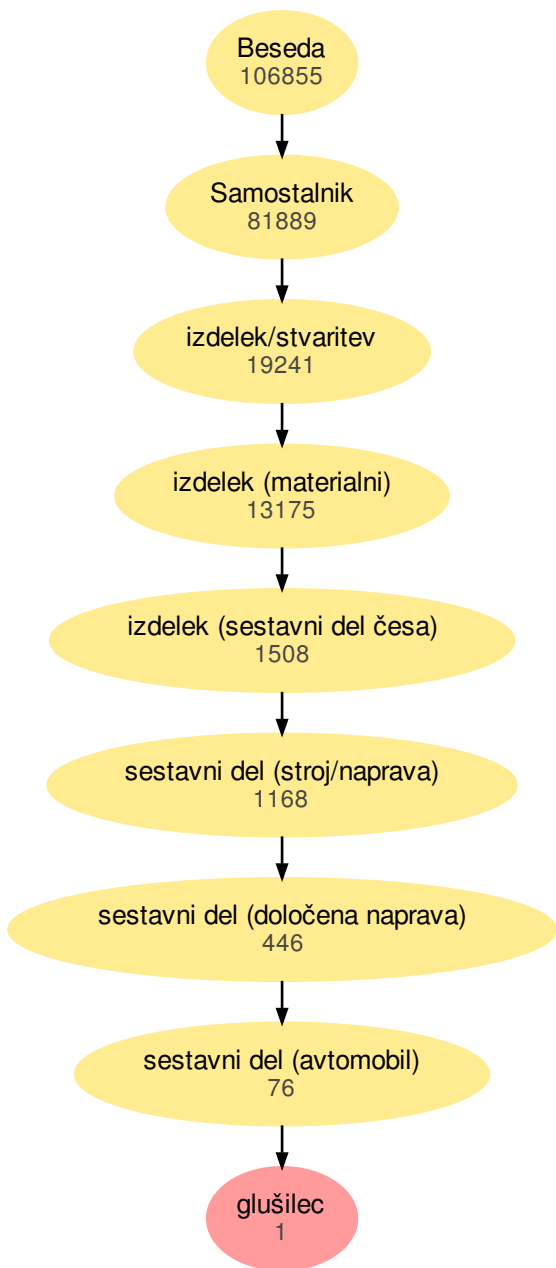 Beseda
106855
Samostalnik
81889
izdelek/stvaritev
19241
izdelek (materialni)
13175
izdelek (sestavni del česa)
1508
sestavni del (stroj/naprava)
1168
sestavni del (določena naprava)
446
sestavni del (avtomobil)
76
glušilec
1